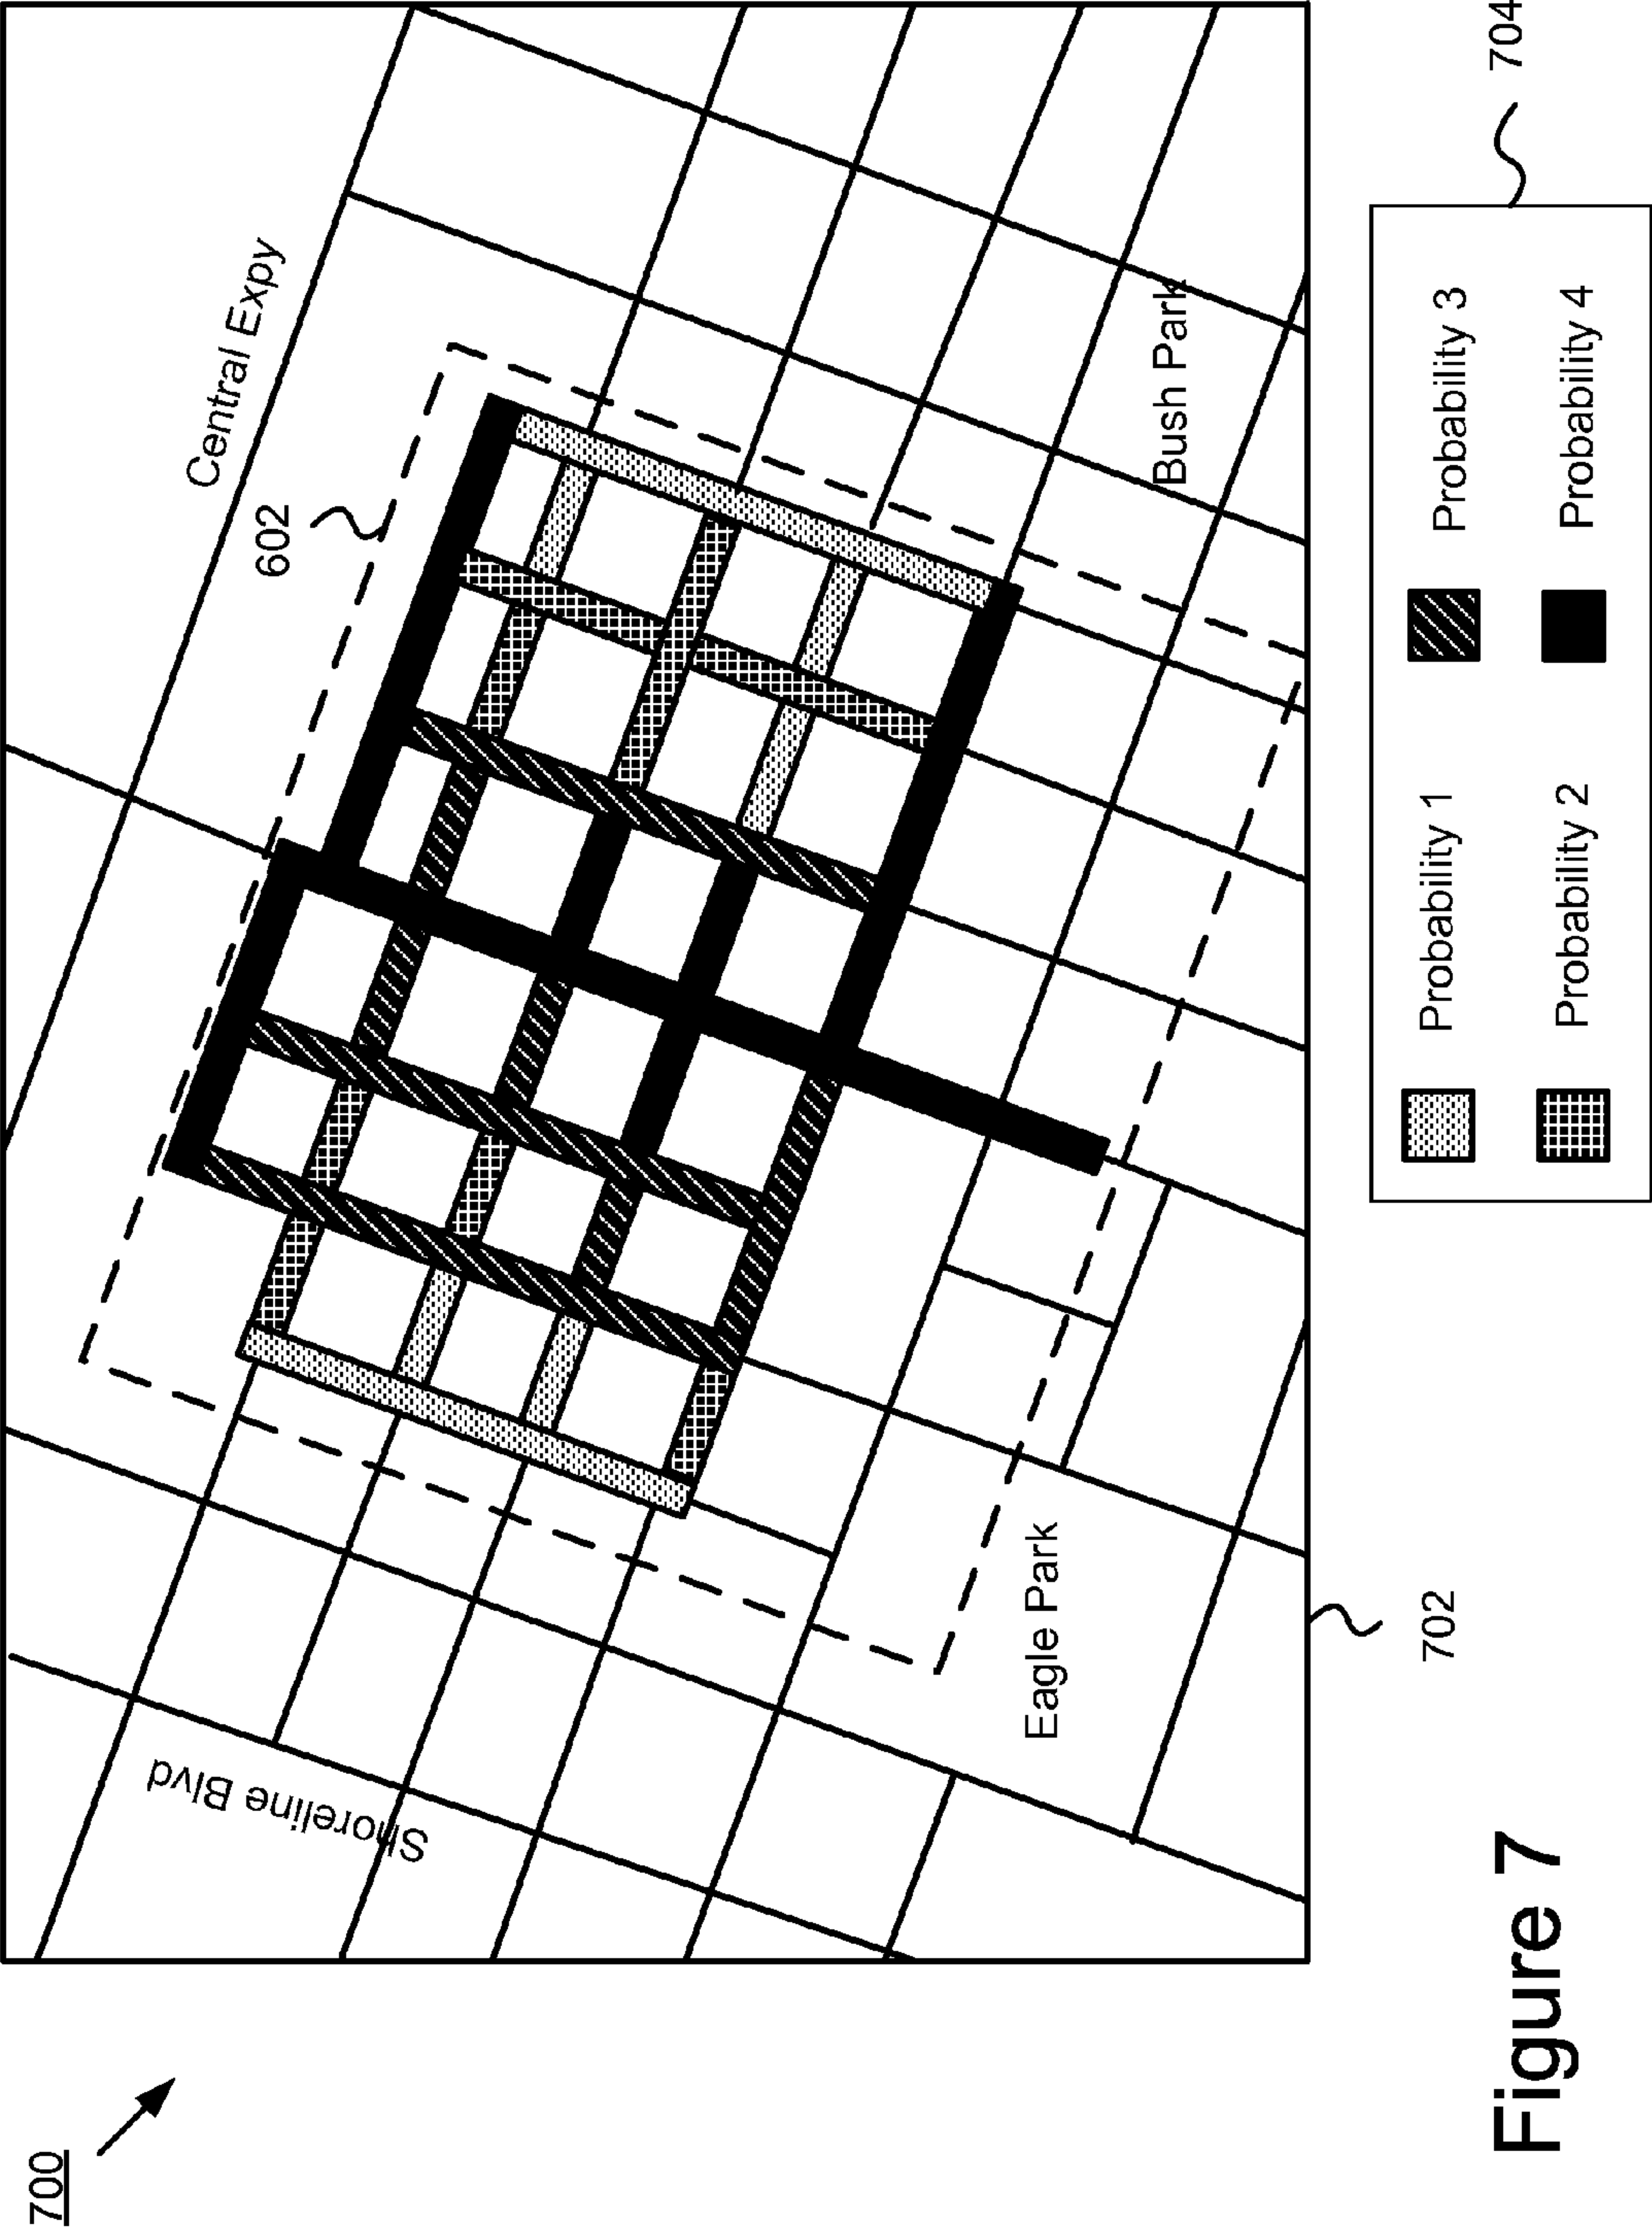 700
Central Expy
602
Shoreline Blvd
Bush Park
Eagle Park
702
704
Probability 1
Probability 3
Probability 2
Probability 4
Figure 7